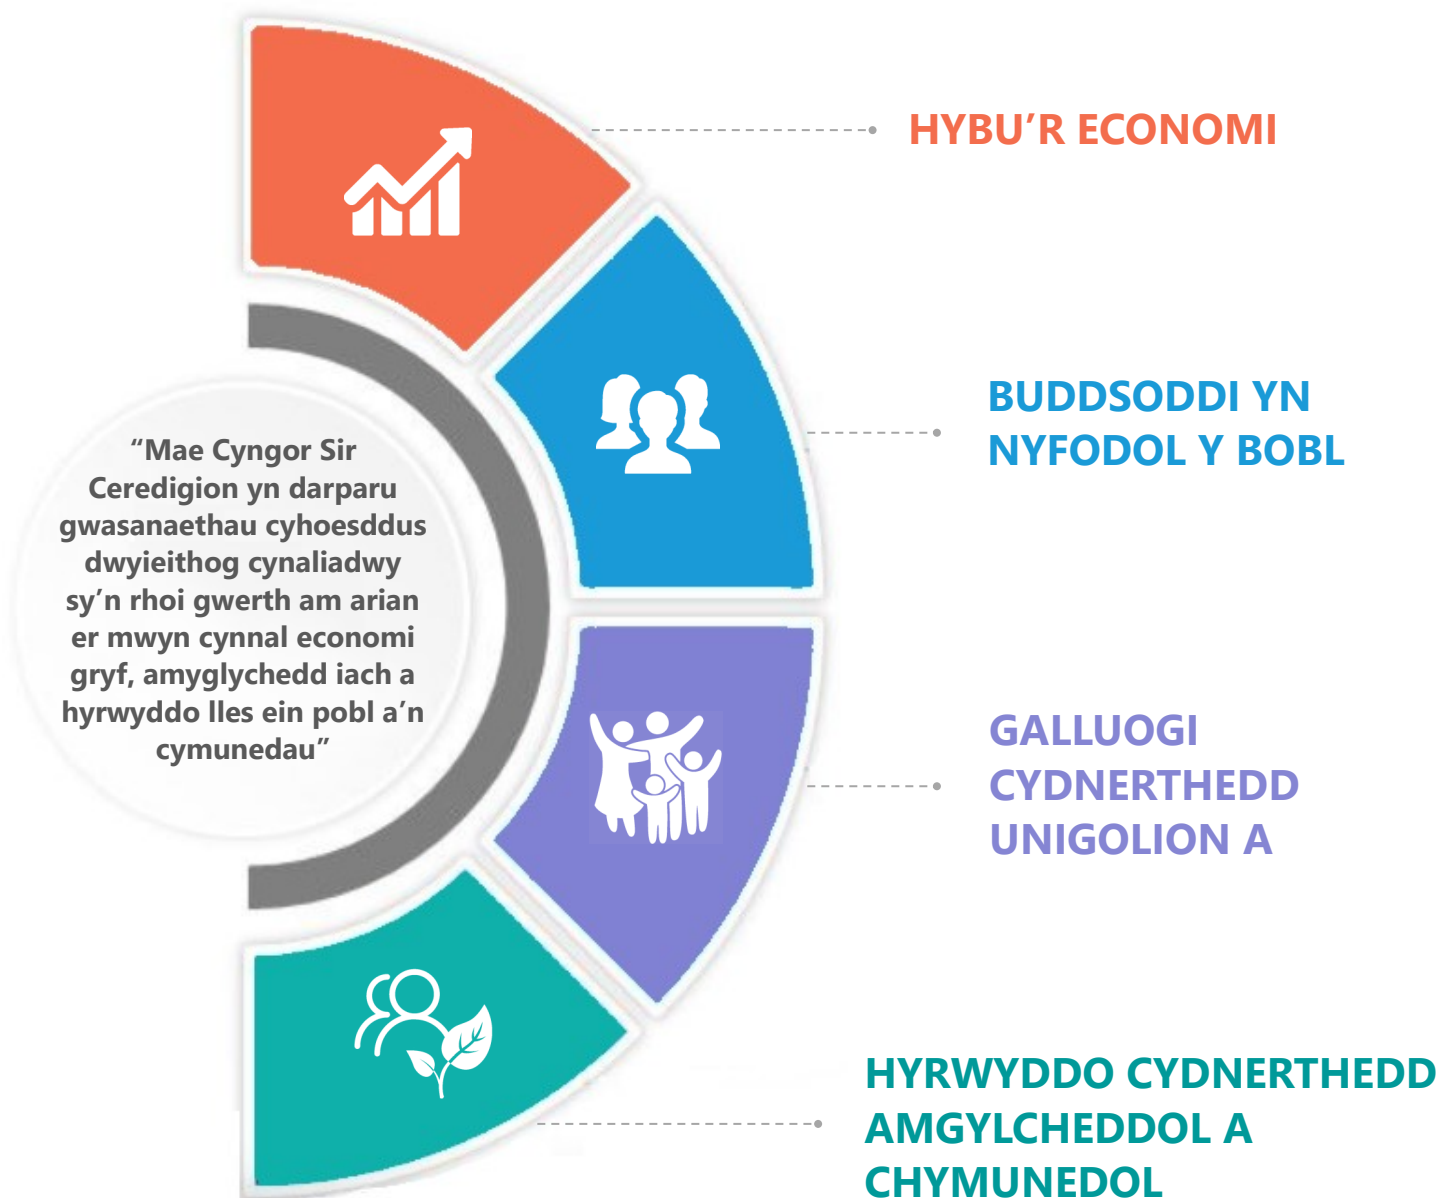 HYBU’R ECONOMI
BUDDSODDI YN
NYFODOL Y BOBL
“Mae Cyngor Sir
Ceredigion yn darparu
gwasanaethau cyhoesddus
dwyieithog cynaliadwy
sy’n rhoi gwerth am arian
er mwyn cynnal economi
gryf, amyglychedd iach a
hyrwyddo lles ein pobl a’n
cymunedau”
GALLUOGI
CYDNERTHEDD
UNIGOLION A
HYRWYDDO CYDNERTHEDD
AMGYLCHEDDOL A
CHYMUNEDOL